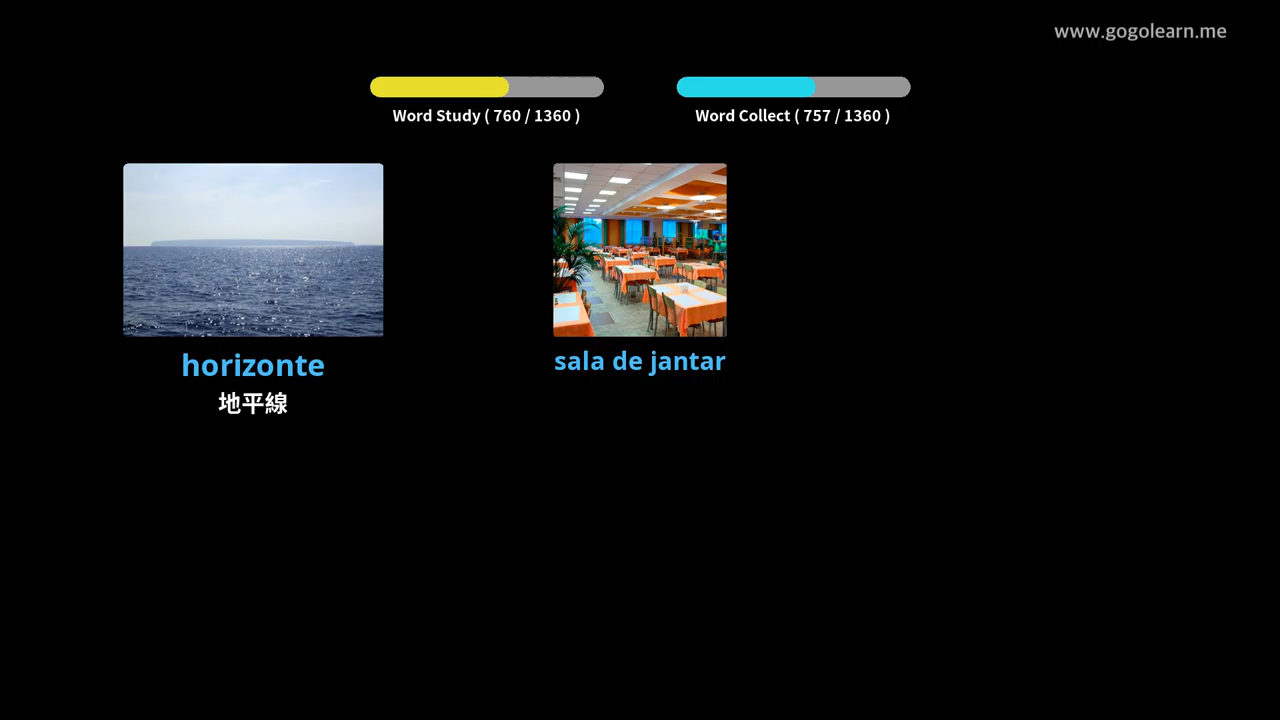 www.gogolearn.me
Word Study ( 760 / 1360 )
Word Collect ( 757 / 1360 )
horizonte
地平線
sala de jantar